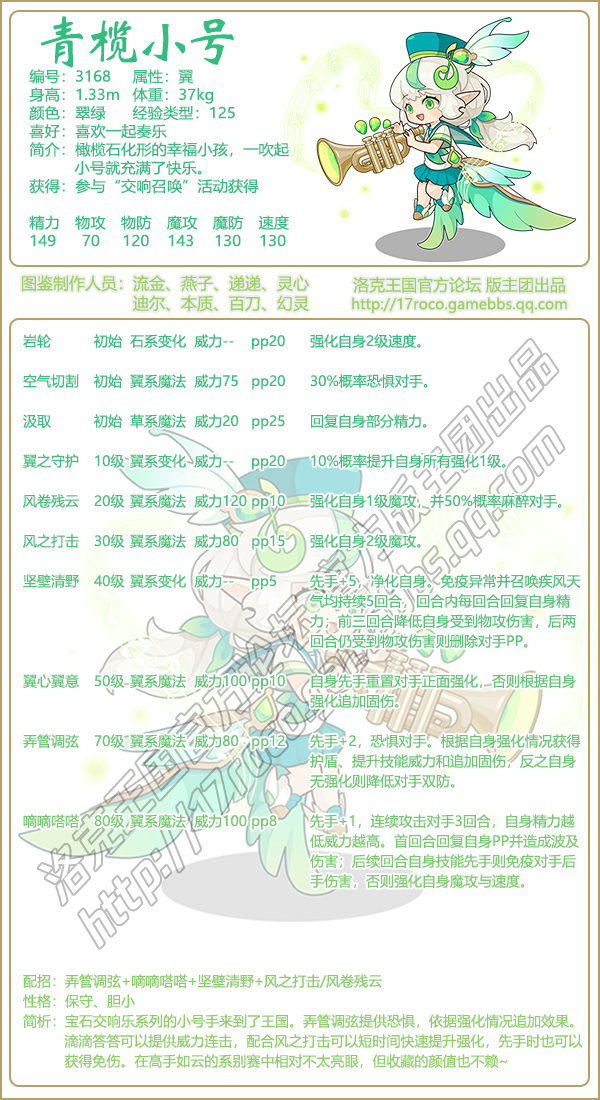 青榄小号
编号：3168 属性：翼
身高：1.33m 体重：37kg
颜色：翠绿 经验类型：125
喜好：喜欢一起奏乐
简介：橄榄石化形的幸福小孩，一吹起
小号就充满了快乐。
获得：参与“交响召唤”活动获得
精力 物攻 物防 魔攻 魔防 速度
149 70 120 143 130 130
图鉴制作人员：流金、燕子、递递、灵心
迪尔、本质、百刀、幻灵
洛克王国官方论坛 版主团出品
http://17roco.gamebbs.qq.com
岩轮 初始 石系变化 威力-- pp20 强化自身2级速度。
空气切割 初始 翼系魔法 威力75 pp20 30%概率恐惧对手。
汲取 初始 草系魔法 威力20 pp25 回复自身部分精力。
翼之守护 10级 翼系变化 威力-- pp20 10%概率提升自身所有强化1级。
风卷残云 20级 翼系魔法 威力120 pp10 强化自身1级魔攻，并50%概率麻醉对手。
风之打击 30级 翼系魔法 威力80 pp15 强化自身2级魔攻。
坚壁清野 40级 翼系变化 威力-- pp5 先手+5，净化自身。免疫异常并召唤疾风天
气均持续5回合，回合内每回合回复自身精
力；前三回合降低自身受到物攻伤害，后两
回合仍受到物攻伤害则删除对手PP。
翼心翼意 50级 翼系魔法 威力100 pp10 自身先手重置对手正面强化，否则根据自身
强化追加固伤。
弄管调弦 70级 翼系魔法 威力80 pp12 先手+2，恐惧对手。根据自身强化情况获得
护盾、提升技能威力和追加固伤；反之自身
无强化则降低对手双防。
嘀嘀嗒嗒 80级 翼系魔法 威力100 pp8 先手+1，连续攻击对手3回合，自身精力越
低威力越高。首回合回复自身PP并造成波及
伤害；后续回合自身技能先手则免疫对手后
手伤害，否则强化自身魔攻与速度。
洛克王国官方论坛 版主团出品
http://17roco.gamebbs.qq.com
配招：弄管调弦+嘀嘀嗒嗒+坚壁清野+风之打击/风卷残云
性格：保守、胆小
简析：宝石交响乐系列的小号手来到了王国。弄管调弦提供恐惧，依据强化情况追加效果。
滴滴答答可以提供威力连击，配合风之打击可以短时间快速提升强化，先手时也可以
获得免伤。在高手如云的系别赛中相对不太亮眼，但收藏的颜值也不赖~